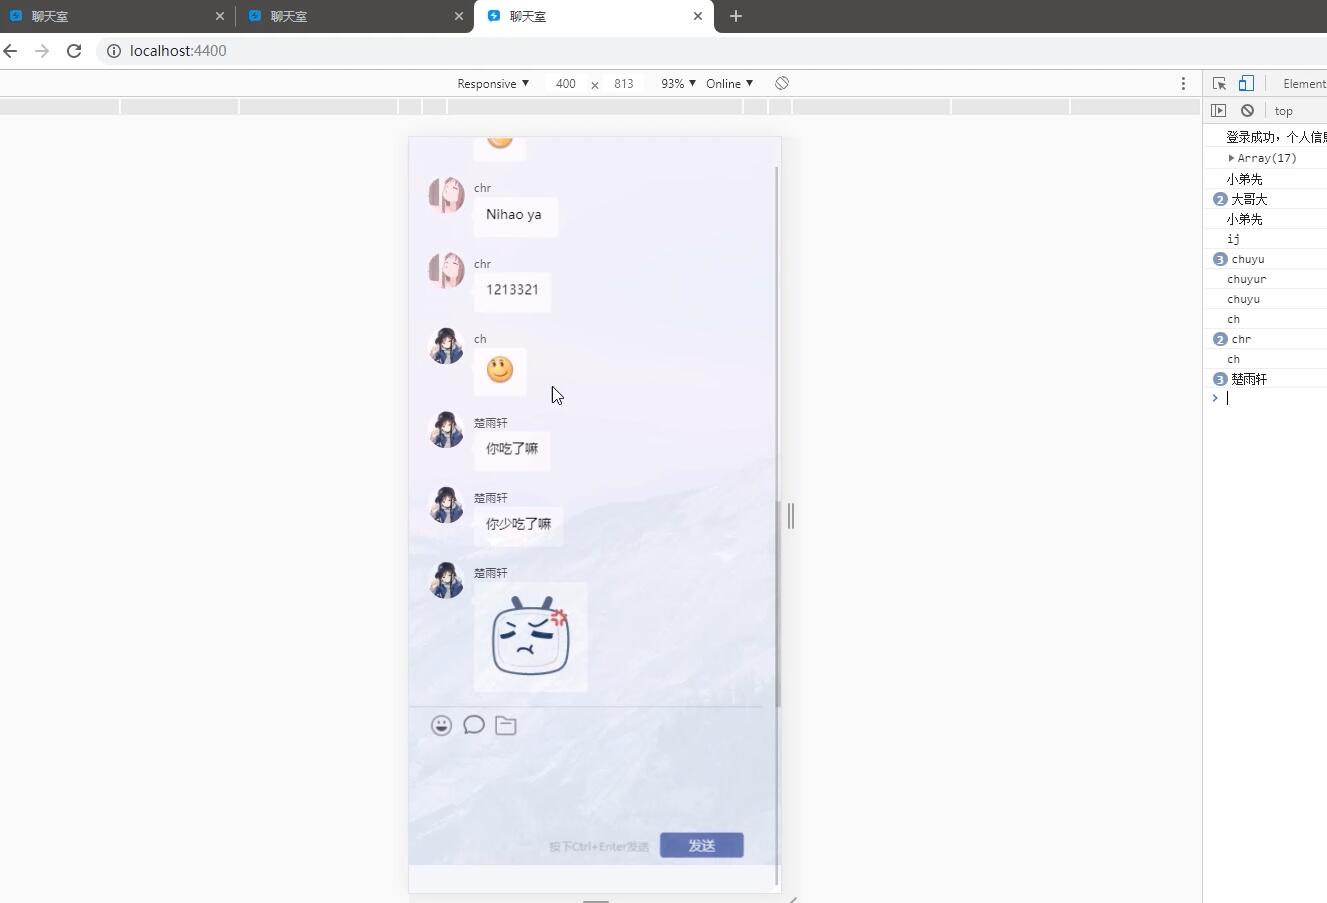 聊天室
聊天室
聊天室
localhost:4400
Responsive 400 x 813 93% Online
Element
top
登录成功，个人信息
Array(17)
小弟先
2 大哥大
小弟先
ij
3 chuyu
chuyur
chuyu
ch
2 chr
ch
3 楚雨轩
chr
Nihao ya
chr
1213321
ch
楚雨轩
你吃了嘛
楚雨轩
你少吃了嘛
楚雨轩
按下Ctrl+Enter发送
发送